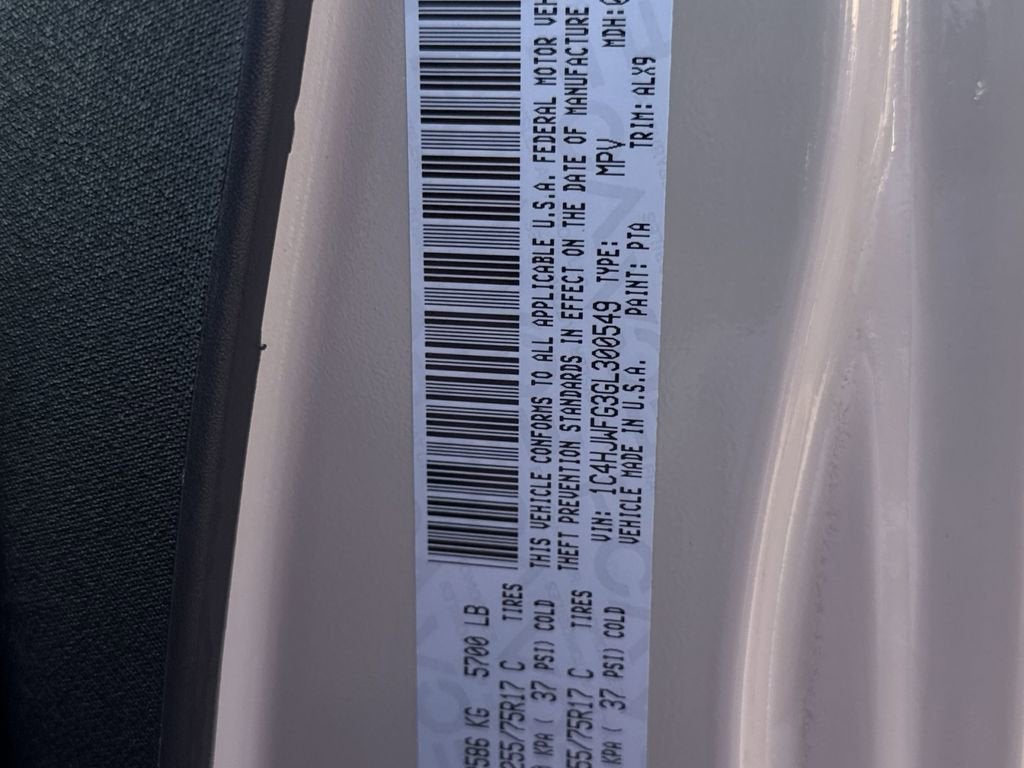 2586 KG 5700 LB
255/75R17 C TIRES
KPA ( 37 PSI) COLD
THIS VEHICLE CONFORMS TO ALL APPLICABLE U.S.A. FEDERAL MOTOR
THEFT PREVENTION STANDARDS IN EFFECT ON THE DATE OF MANUFACTURE
55/75R17 C TIRES
KPA ( 37 PSI) COLD
VIN: 1C4HJWFG3GL300549 TYPE: MPV MDH:
VEHICLE MADE IN U.S.A. PAINT: PTA TRIM: ALX9